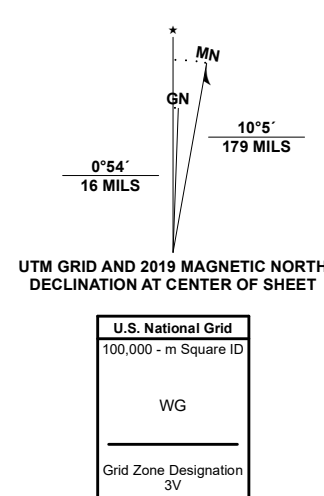 ★
MN
GN
10°5´
179 MILS
0°54´
16 MILS
UTM GRID AND 2019 MAGNETIC NORTH
DECLINATION AT CENTER OF SHEET
U.S. National Grid
100,000 - m Square ID
WG
Grid Zone Designation
3V